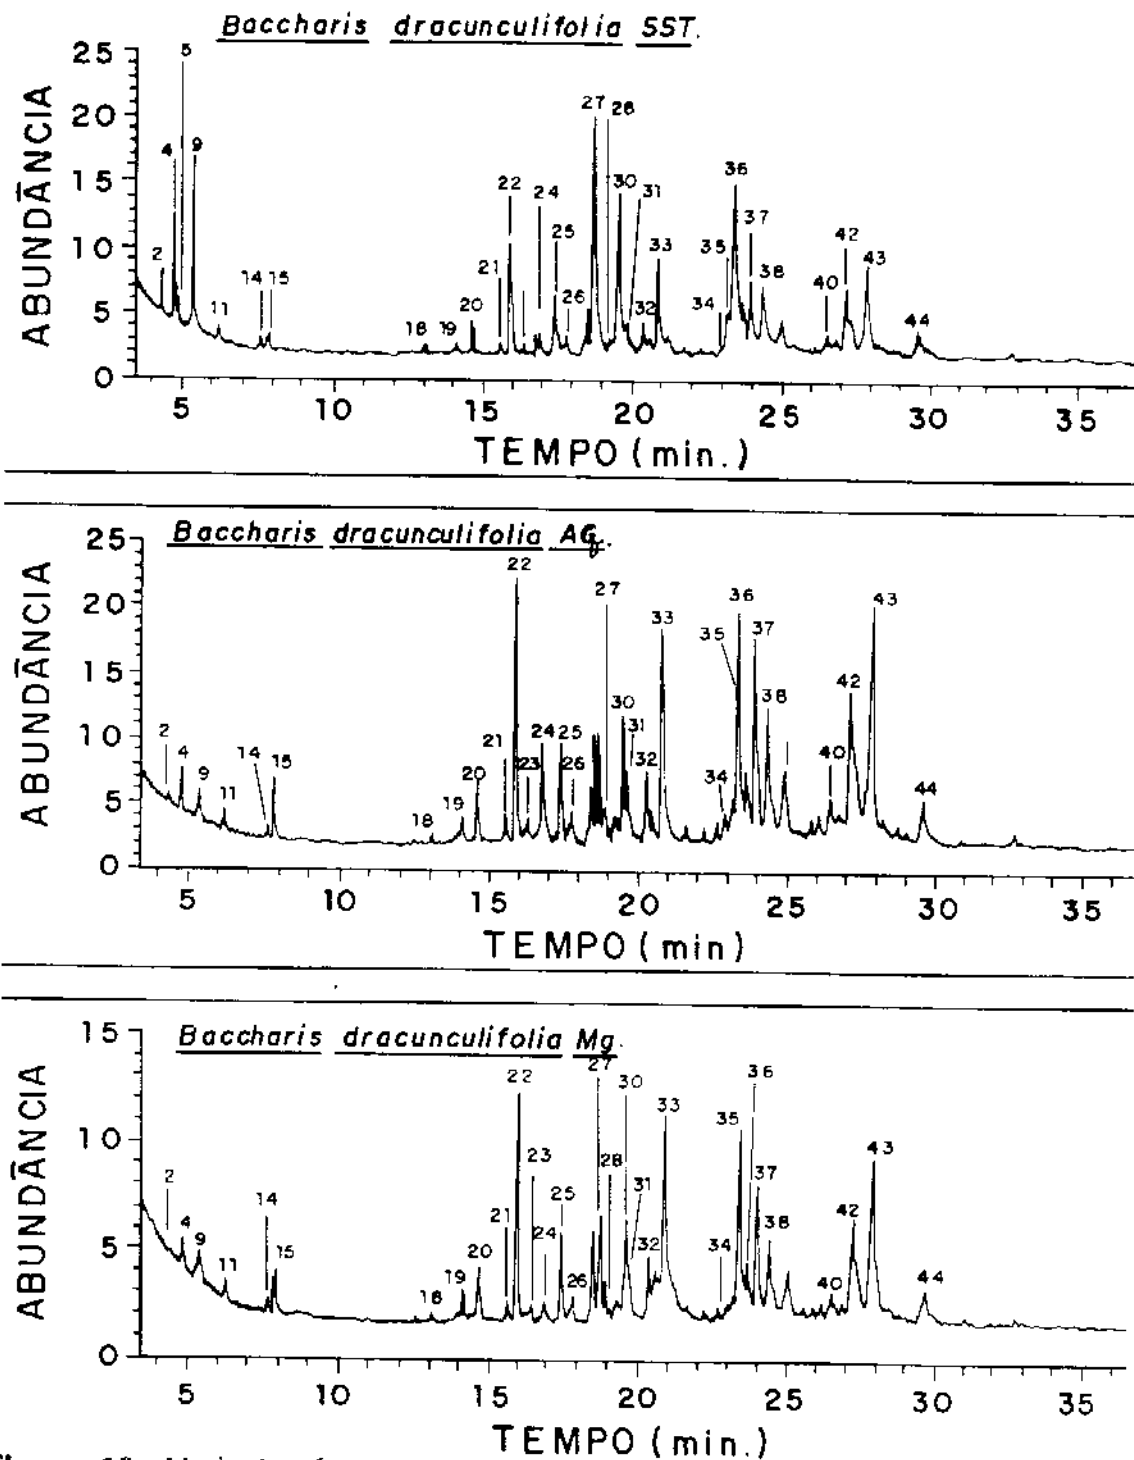 Baccharis dracunculifolia SST.
ABUNDÂNCIA
25
20
15
10
5
0
2 4 5 9 11 14 15 18 19 20 21 22 24 25 26 27 28 30 31 32 33 34 35 36 37 38 40 42 43 44
5 10 15 20 25 30 35
TEMPO (min.)
Baccharis dracunculifolia AG.
ABUNDÂNCIA
25
20
15
10
5
0
2 4 9 11 14 15 18 19 20 21 22 23 24 25 26 27 30 31 32 33 34 35 36 37 38 40 42 43 44
5 10 15 20 25 30 35
TEMPO (min)
Baccharis dracunculifolia Mg.
ABUNDÂNCIA
15
10
5
0
2 4 9 11 14 15 18 19 20 21 22 23 24 25 26 27 28 30 31 32 33 34 35 36 37 38 40 42 43 44
5 10 15 20 25 30 35
TEMPO (min.)